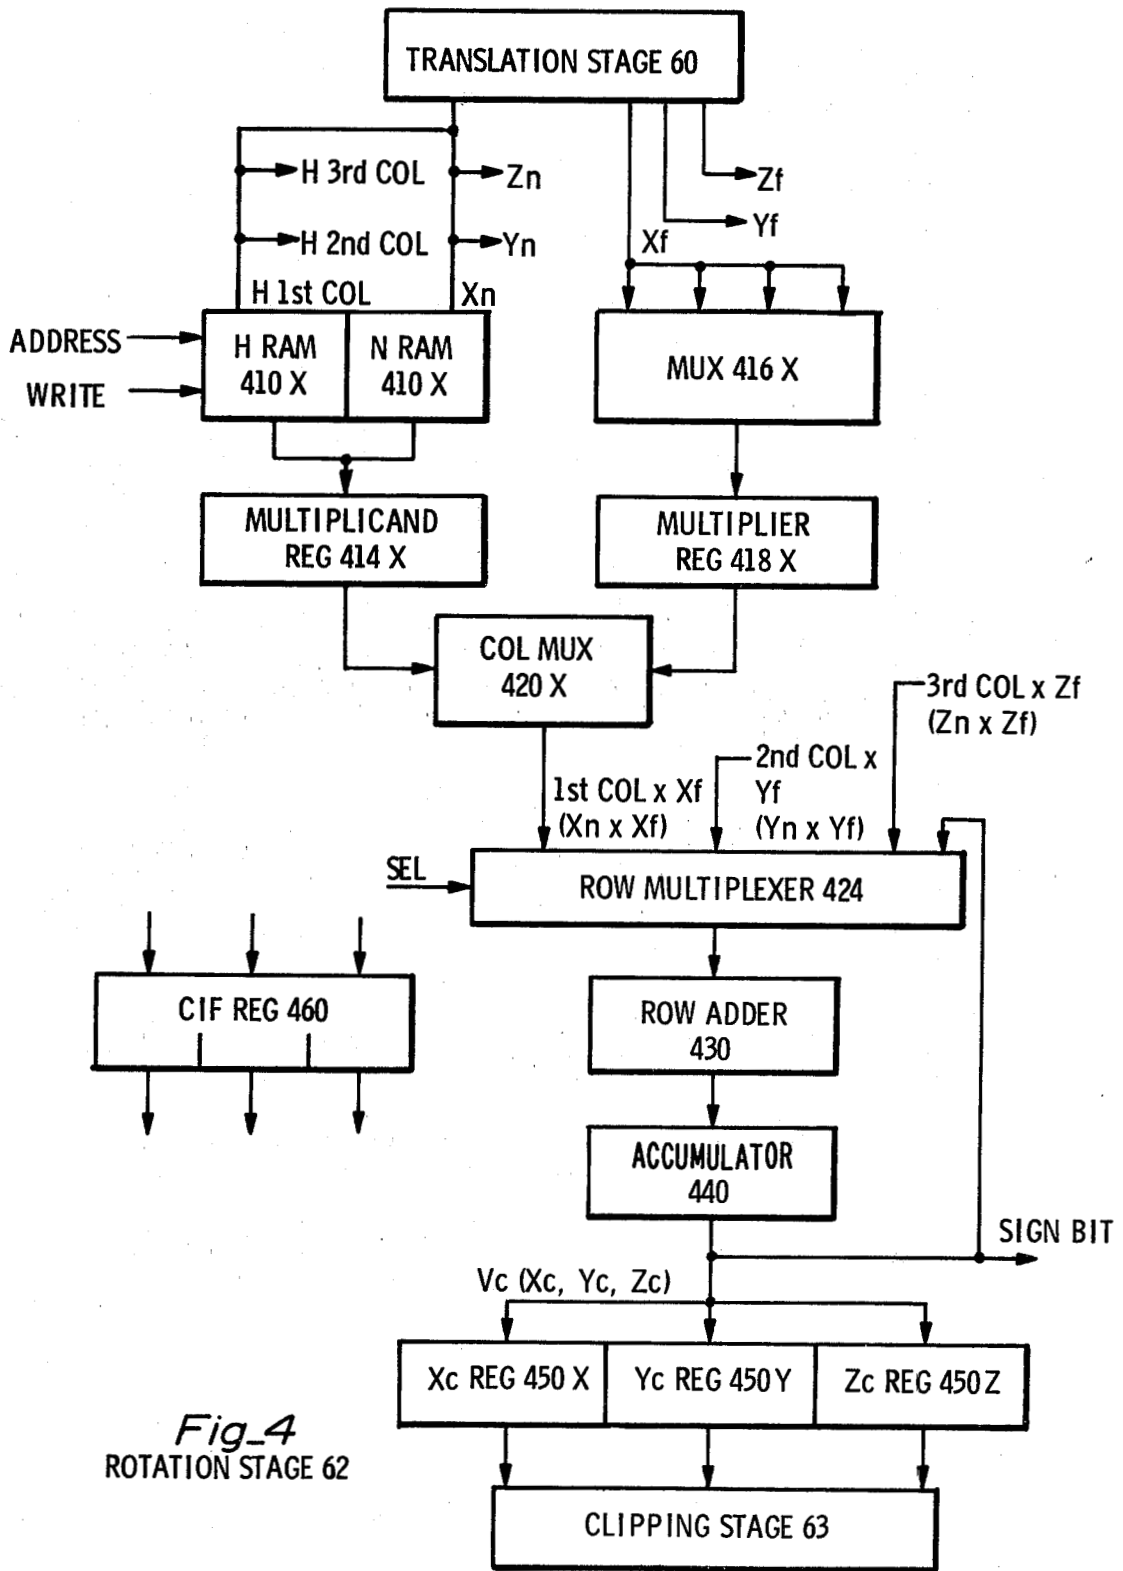 TRANSLATION STAGE 60
H 3rd COL
Zn
Zf
H 2nd COL
Yn
Yf
Xf
H 1st COL
Xn
ADDRESS
WRITE
H RAM
410 X
N RAM
410 X
MUX 416 X
MULTIPLICAND
REG 414 X
MULTIPLIER
REG 418 X
COL MUX
420 X
3rd COL x Zf
(Zn x Zf)
2nd COL x
Yf
(Yn x Yf)
1st COL x Xf
(Xn x Xf)
SEL
ROW MULTIPLEXER 424
CIF REG 460
ROW ADDER
430
ACCUMULATOR
440
SIGN BIT
Vc (Xc, Yc, Zc)
Xc REG 450 X
Yc REG 450 Y
Zc REG 450 Z
Fig_4
ROTATION STAGE 62
CLIPPING STAGE 63